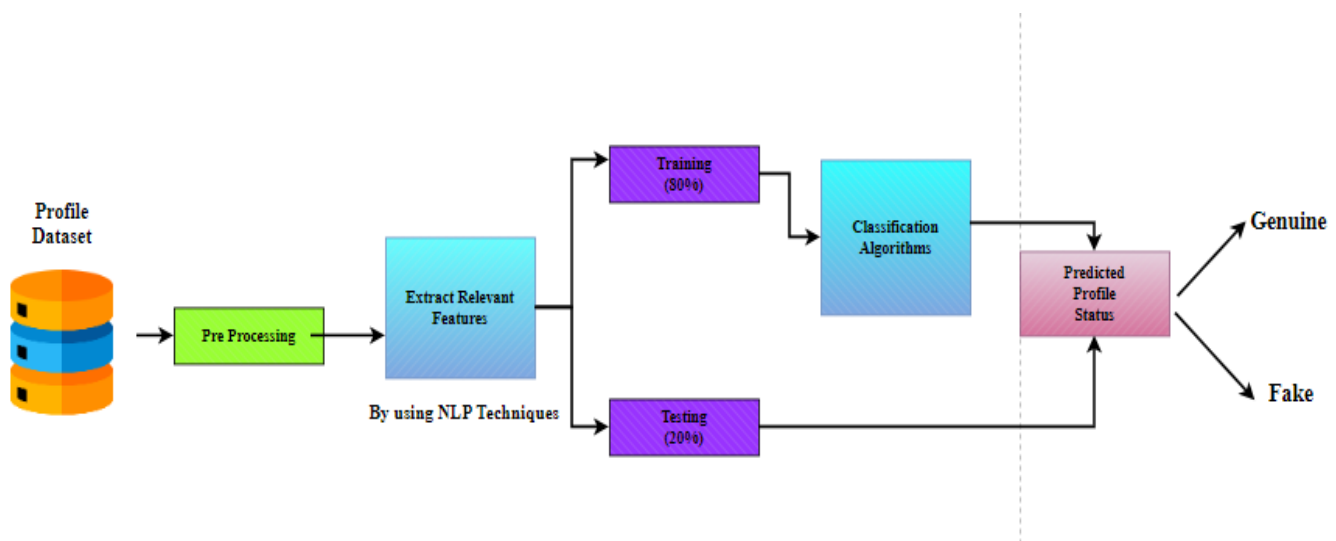 Profile
Dataset
Pre Processing
Extract Relevant
Features
By using NLP Techniques
Training
(80%)
Testing
(20%)
Classification
Algorithms
Predicted
Profile
Status
Genuine
Fake